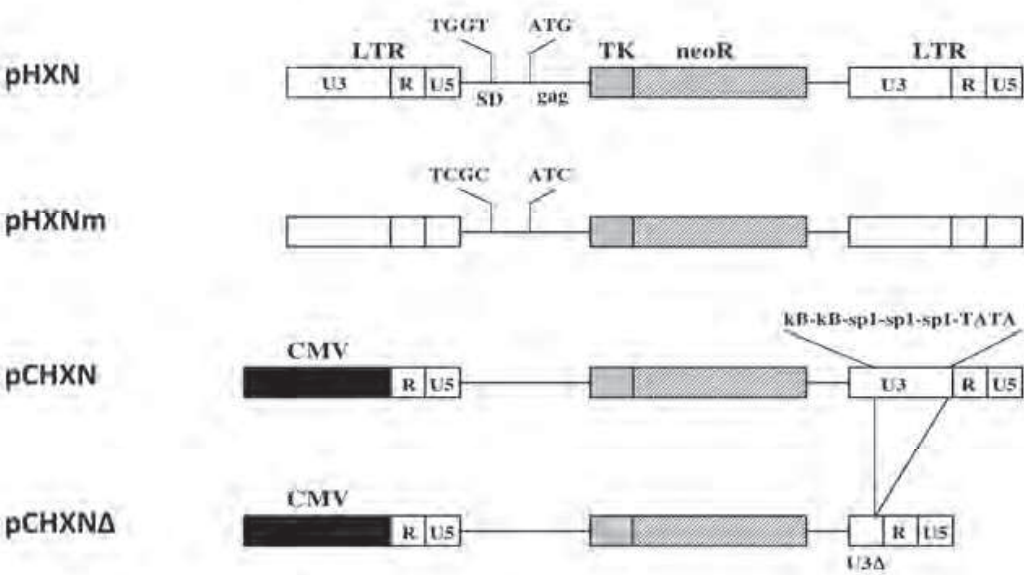 TGGT ATG
LTR TK neoR LTR
pHXN
U3 R U5 U3 R U5
SD gag
TCGC ATC
pHXNm
kB-kB-sp1-sp1-sp1-TATA
CMV
pCHXN
R U5 U3 R U5
CMV
pCHXNΔ
R U5 R U5
U3Δ